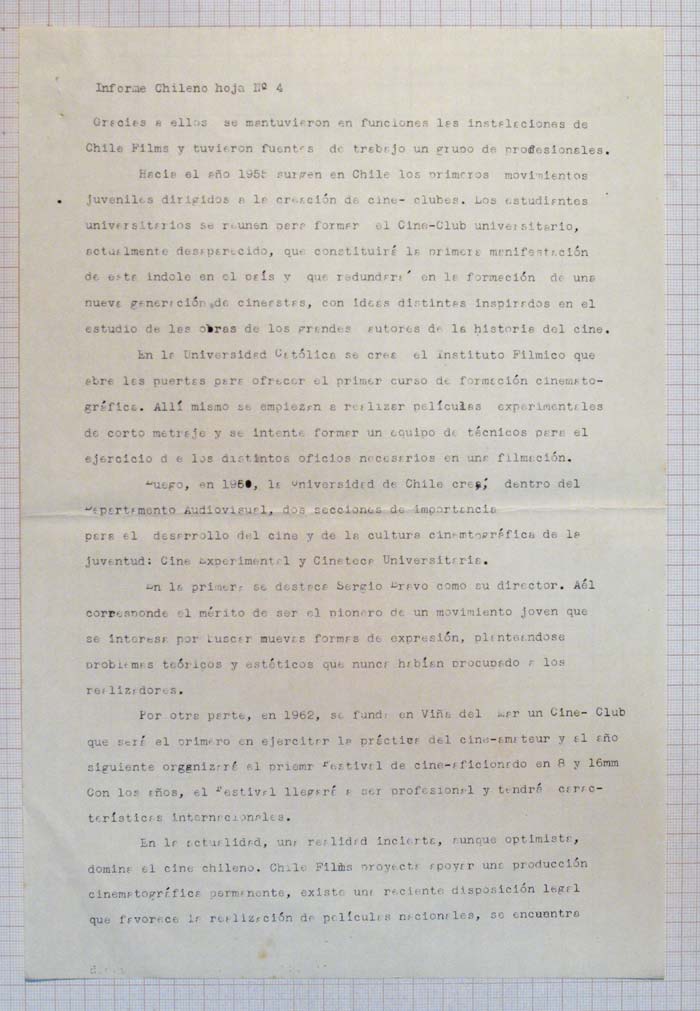 Informe Chileno hoja Nº 4
Gracias a ellos se mantuvieron en funciones las instalaciones de
Chile Films y tuvieron fuentes de trabajo un grupo de profesionales.
Hacia el año 1955 surgen en Chile los primeros movimientos
juveniles dirigidos a la creación de cine- clubes. Los estudiantes
universitarios se reunen para formar el Cine-Club universitario,
actualmente desaparecido, que constituirá la primera manifestación
de esta indole en el país y que redundara´ en la formación de una
nueva generación de cineastas, con ideas distintas inspirados en el
estudio de las obras de los grandes autores de la historia del cine.
En la Universidad Católica se crea el Instituto Filmico que
abre las puertas para ofrecer el primer curso de formación cinemato-
gráfica. Allí mismo se empiezan a realizar películas experimentales
de corto metraje y se intenta formar un equipo de técnicos para el
ejercicio d e los distintos oficios necesarios en una filmación.
Luego, en 1960, la Universidad de Chile crea, dentro del
Departamento Audiovisual, dos secciones de importancia
para el desarrollo del cine y de la cultura cinemtográfica de la
juventud: Cine Experimental y Cineteca Universitaria.
En la primera se destaca Sergio Bravo como su director. Aél
corresponde el mérito de ser el pionero de un movimiento joven que
se interesa por buscar muevas formas de expresión, planteandose
problemas teóricos y estéticos que nunca habían procupado a los
realizadores.
Por otra parte, en 1962, se funda en Viña del Mar un Cine- Club
que será el primero en ejercitar la práctica del cine-amateur y al año
siguiente organizará el priemr Festival de cine-aficionado en 8 y 16mm
Con los años, el Festival llegará a ser profesional y tendrá carac-
terísticas internacionales.
En la actualidad, una realidad incierta, aunque optimista,
domina el cine chileno. Chile Films proyecta apoyar una producción
cinematográfica permanente, existe una reciente disposición legal
que favorece la realización de películas nacionales, se encuentra